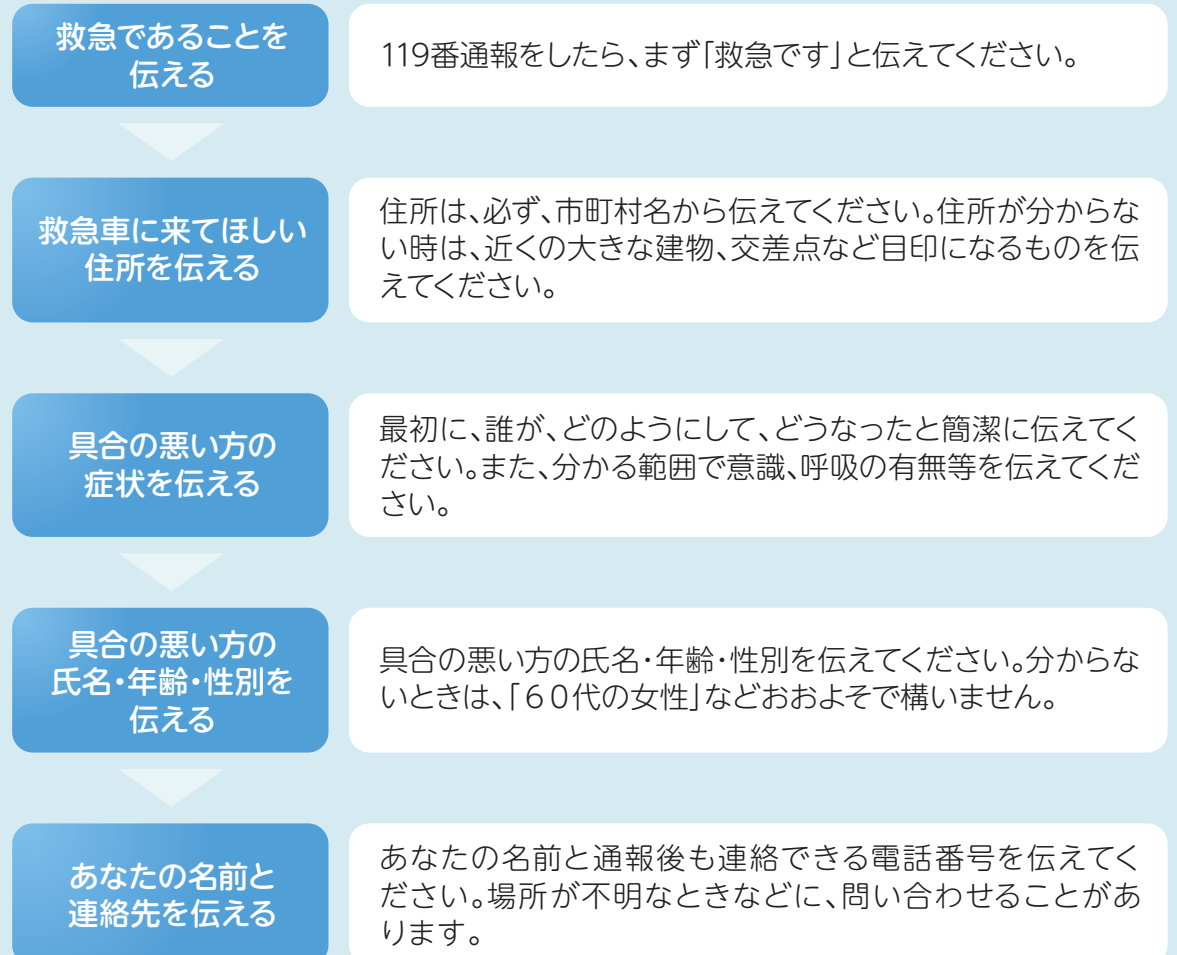 救急であることを
伝える
119番通報をしたら、まず「救急です」と伝えてください。
救急車に来てほしい
住所を伝える
住所は、必ず、市町村名から伝えてください。住所が分からな
い時は、近くの大きな建物、交差点など目印になるものを伝
えてください。
具合の悪い方の
症状を伝える
最初に、誰が、どのようにして、どうなったと簡潔に伝えてく
ださい。また、分かる範囲で意識、呼吸の有無等を伝えてくだ
さい。
具合の悪い方の
氏名・年齢・性別を
伝える
具合の悪い方の氏名・年齢・性別を伝えてください。分からな
いときは、「６０代の女性」などおおよそで構いません。
あなたの名前と
連絡先を伝える
あなたの名前と通報後も連絡できる電話番号を伝えてく
ださい。場所が不明なときなどに、問い合わせることがあ
ります。